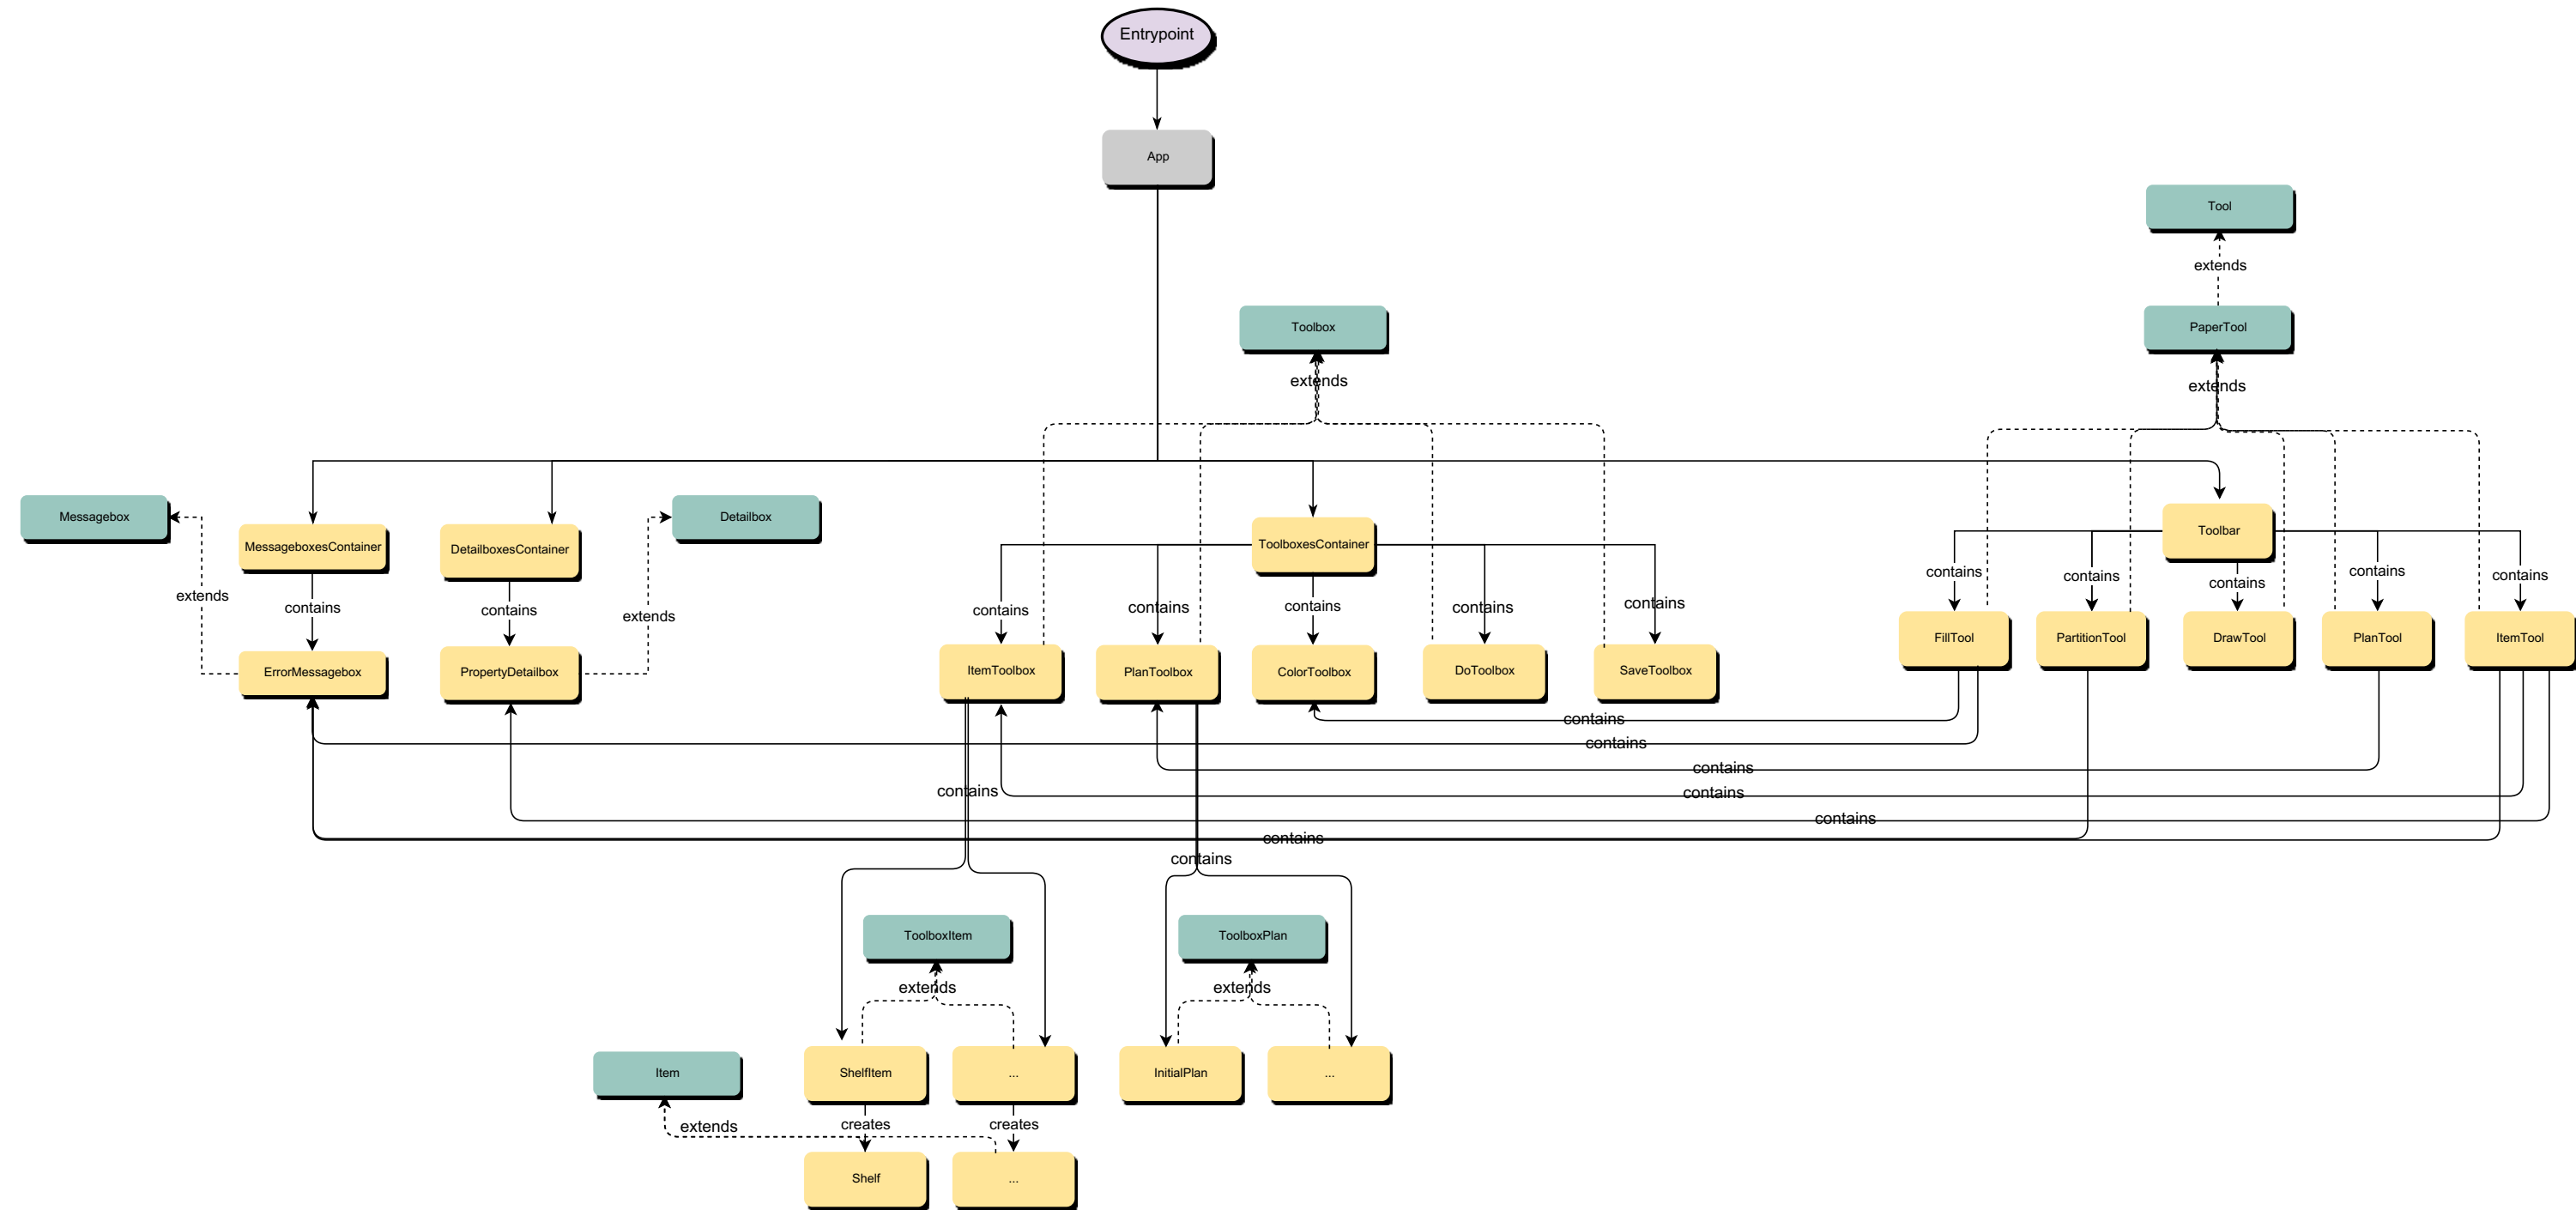 Entrypoint
App
Tool
extends
Toolbox
PaperTool
extends
extends
Messagebox
Detailbox
MessageboxesContainer
DetailboxesContainer
ToolboxesContainer
Toolbar
extends
contains
contains
extends
contains
contains
contains
contains
contains
contains
contains
contains
contains
contains
ErrorMessagebox
PropertyDetailbox
ItemToolbox
PlanToolbox
ColorToolbox
DoToolbox
SaveToolbox
FillTool
PartitionTool
DrawTool
PlanTool
ItemTool
contains
contains
contains
contains
contains
contains
contains
contains
ToolboxItem
ToolboxPlan
extends
extends
Item
ShelfItem
...
InitialPlan
...
extends
creates
creates
Shelf
...